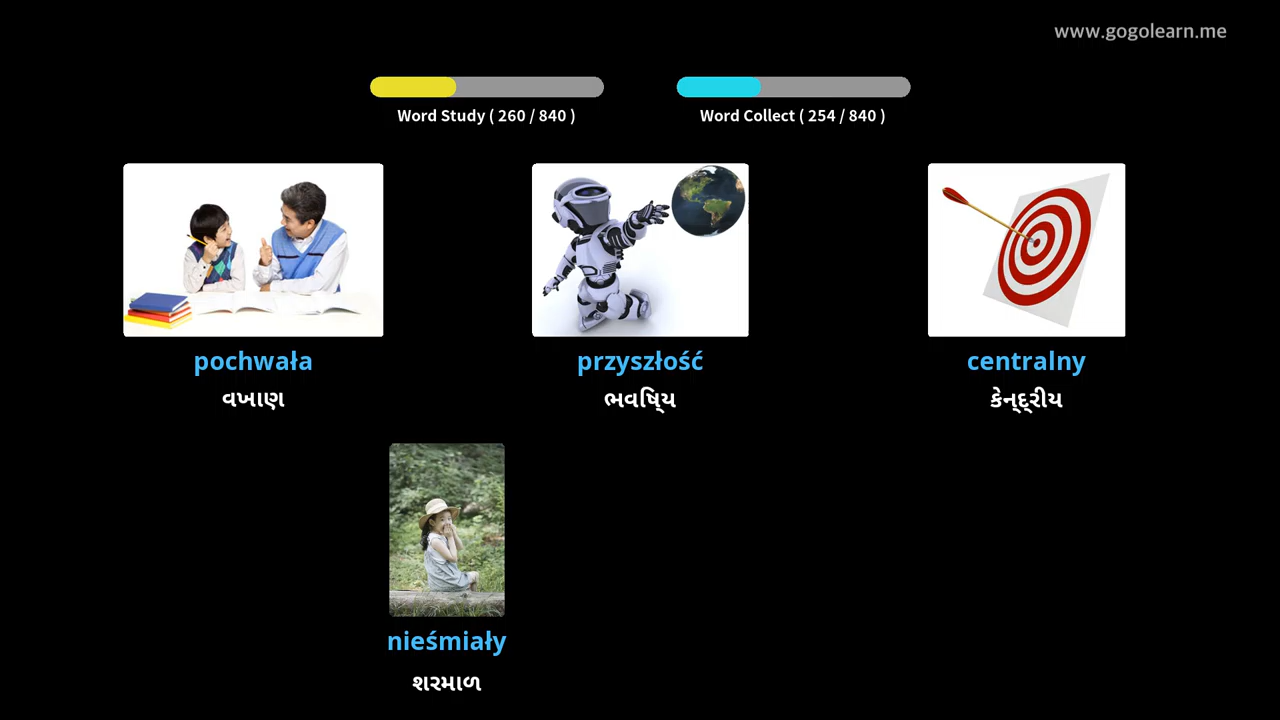 www.gogolearn.me
Word Study ( 260 / 840 )
Word Collect ( 254 / 840 )
pochwała
વખાણ
przyszłość
ભવિષ્ય
centralny
કેન્દ્રીય
nieśmiały
શરમાળ